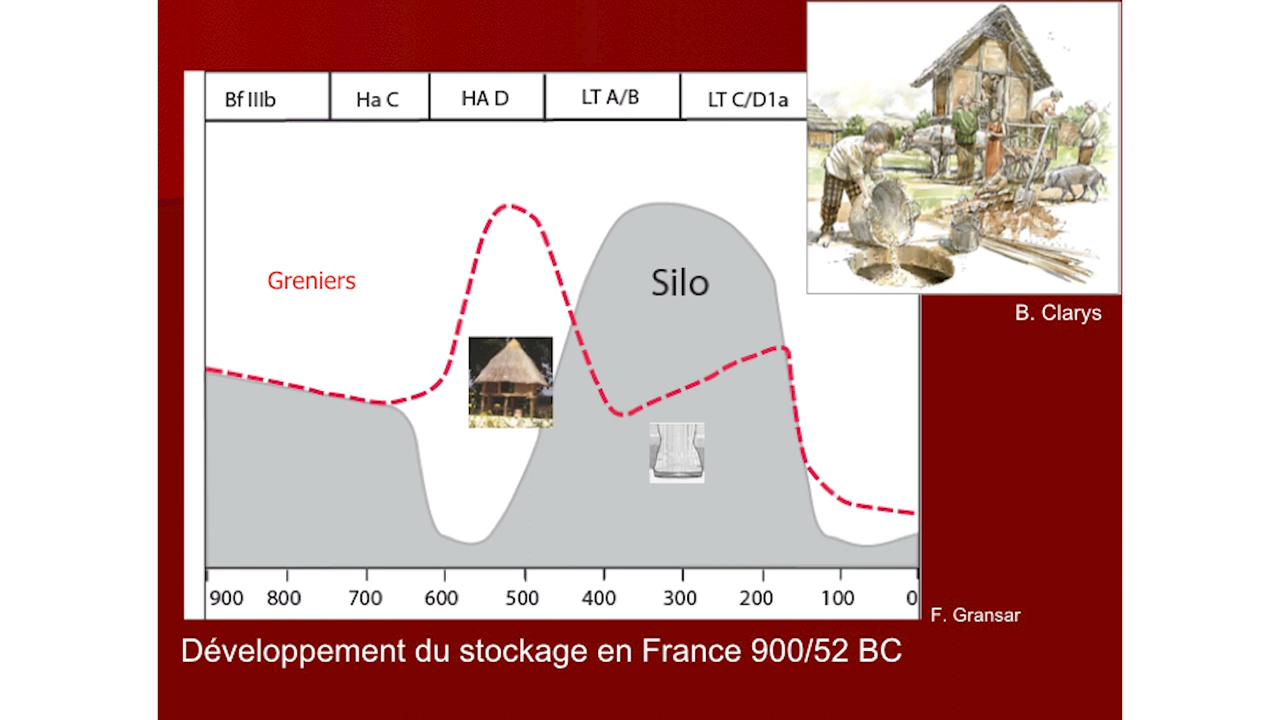 Bf IIIb Ha C HA D LT A/B LT C/D1a
Greniers
Silo
B. Clarys
900 800 700 600 500 400 300 200 100 0
F. Gransar
Développement du stockage en France 900/52 BC